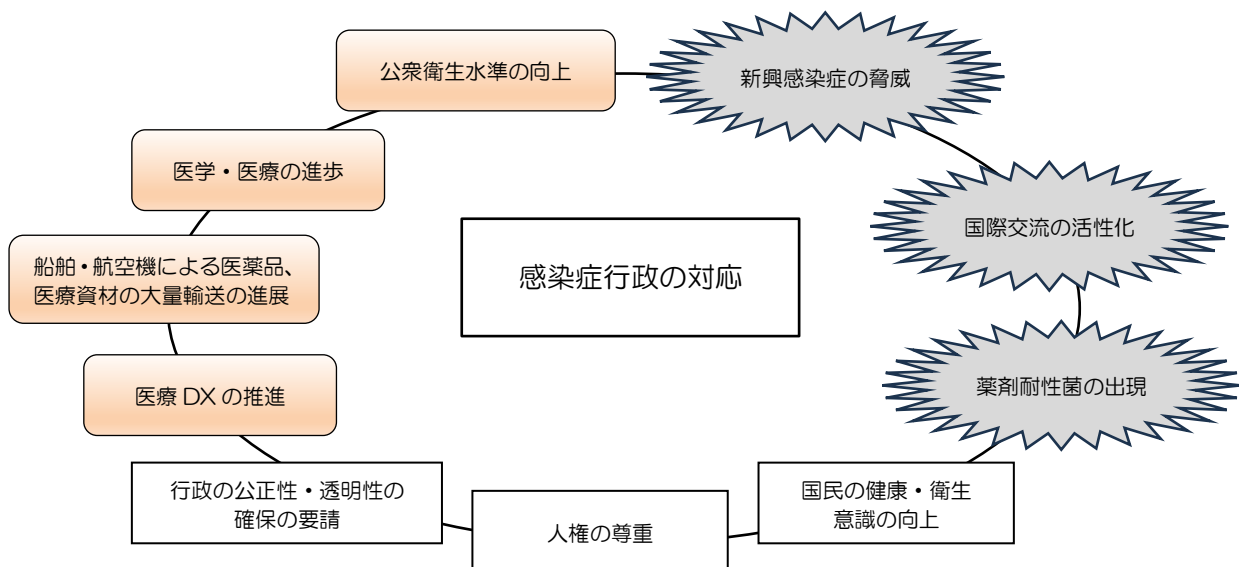 公衆衛生水準の向上
新興感染症の脅威
医学・医療の進歩
国際交流の活性化
船舶・航空機による医薬品、
医療資材の大量輸送の進展
感染症行政の対応
医療 DX の推進
薬剤耐性菌の出現
行政の公正性・透明性の
確保の要請
人権の尊重
国民の健康・衛生
意識の向上